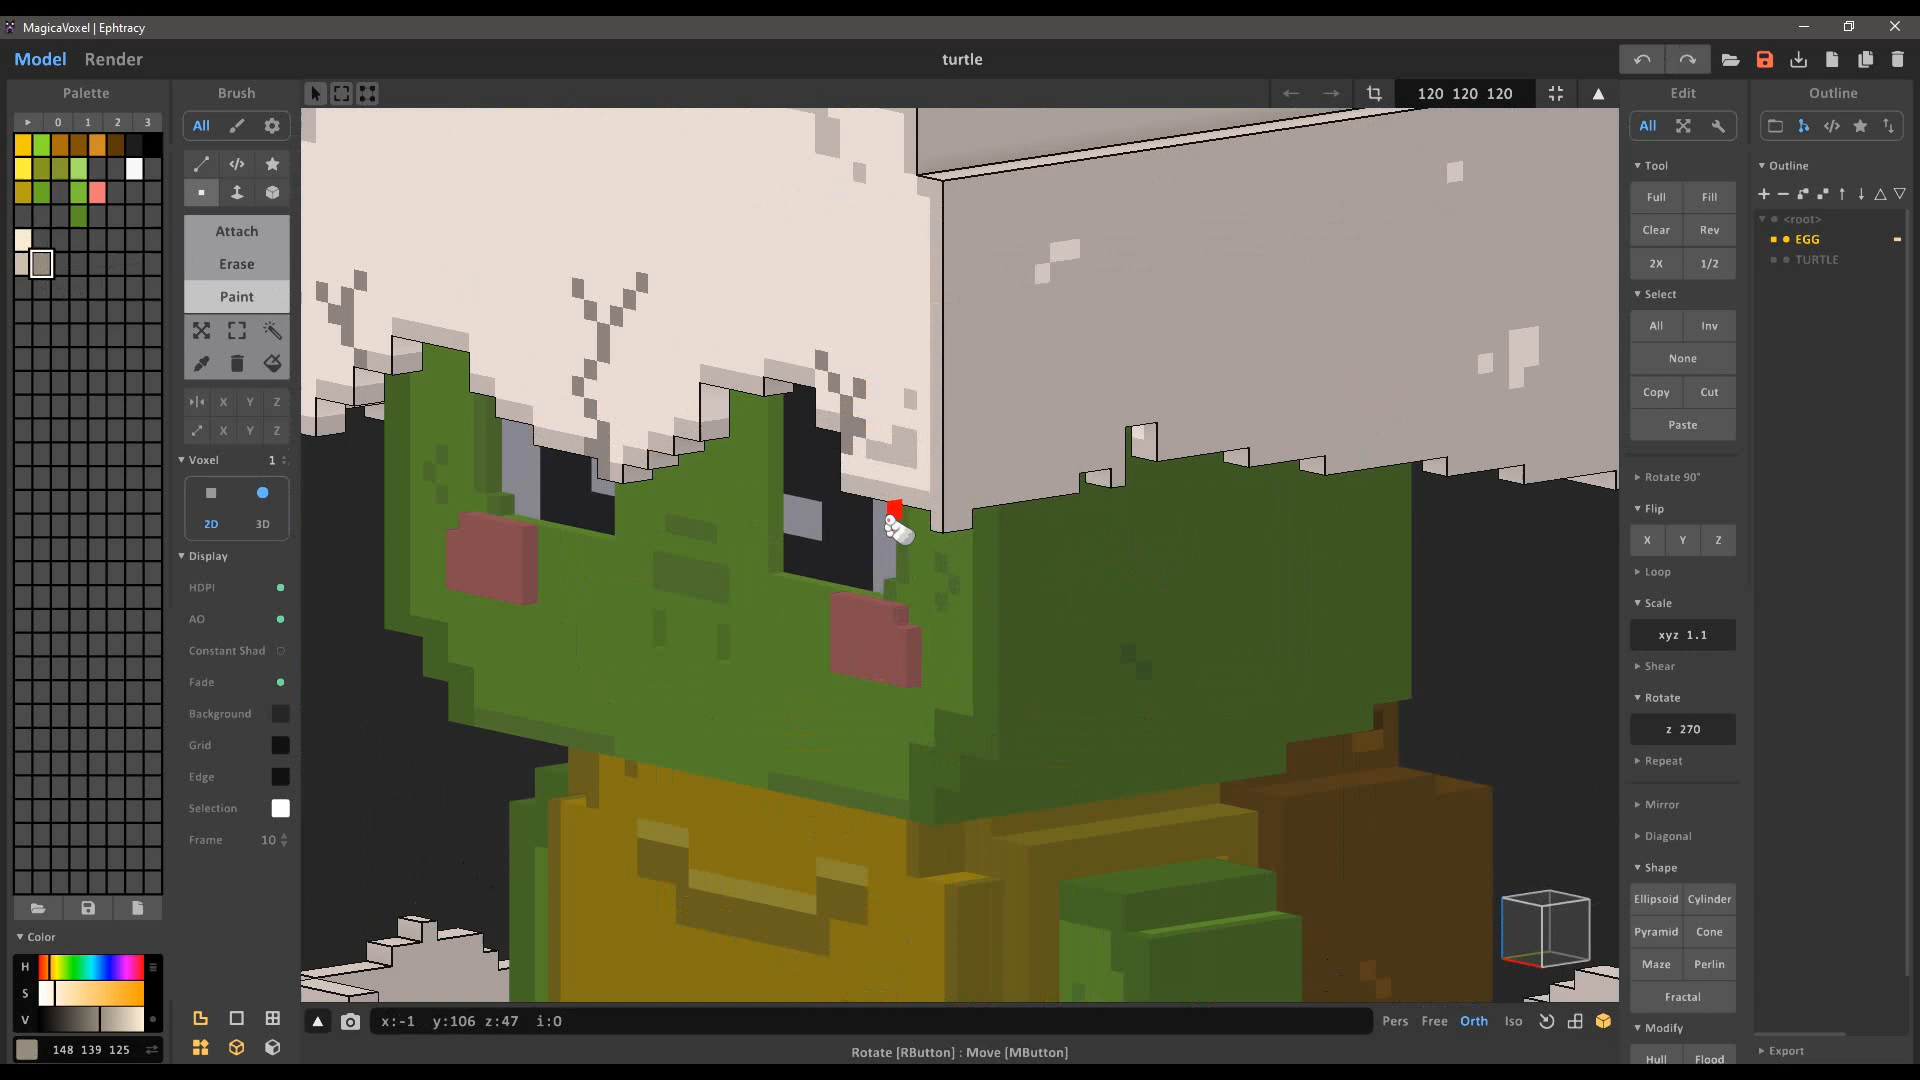 MagicaVoxel | Ephtracy
Model Render
turtle
Palette
Brush
120 120 120
Edit
Outline
0 1 2 3
All
All
Tool
Outline
Full Fill
<root>
Attach
Clear Rev
EGG
Erase
2X 1/2
TURTLE
Paint
Select
All Inv
None
Copy Cut
X Y Z
Paste
X Y Z
Voxel 1
Rotate 90°
2D 3D
Flip
X Y Z
Display
Loop
HDPI
Scale
AO
xyz 1.1
Constant Shad
Shear
Fade
Rotate
Background
z 270
Grid
Repeat
Edge
Mirror
Selection
Diagonal
Frame 10
Shape
Ellipsoid Cylinder
Pyramid Cone
Color
Maze Perlin
H
S
Fractal
V
x:-1 y:106 z:47 i:0
Pers Free Orth Iso
Modify
148 139 125
Rotate [RButton] : Move [MButton]
Hull Flood
Export